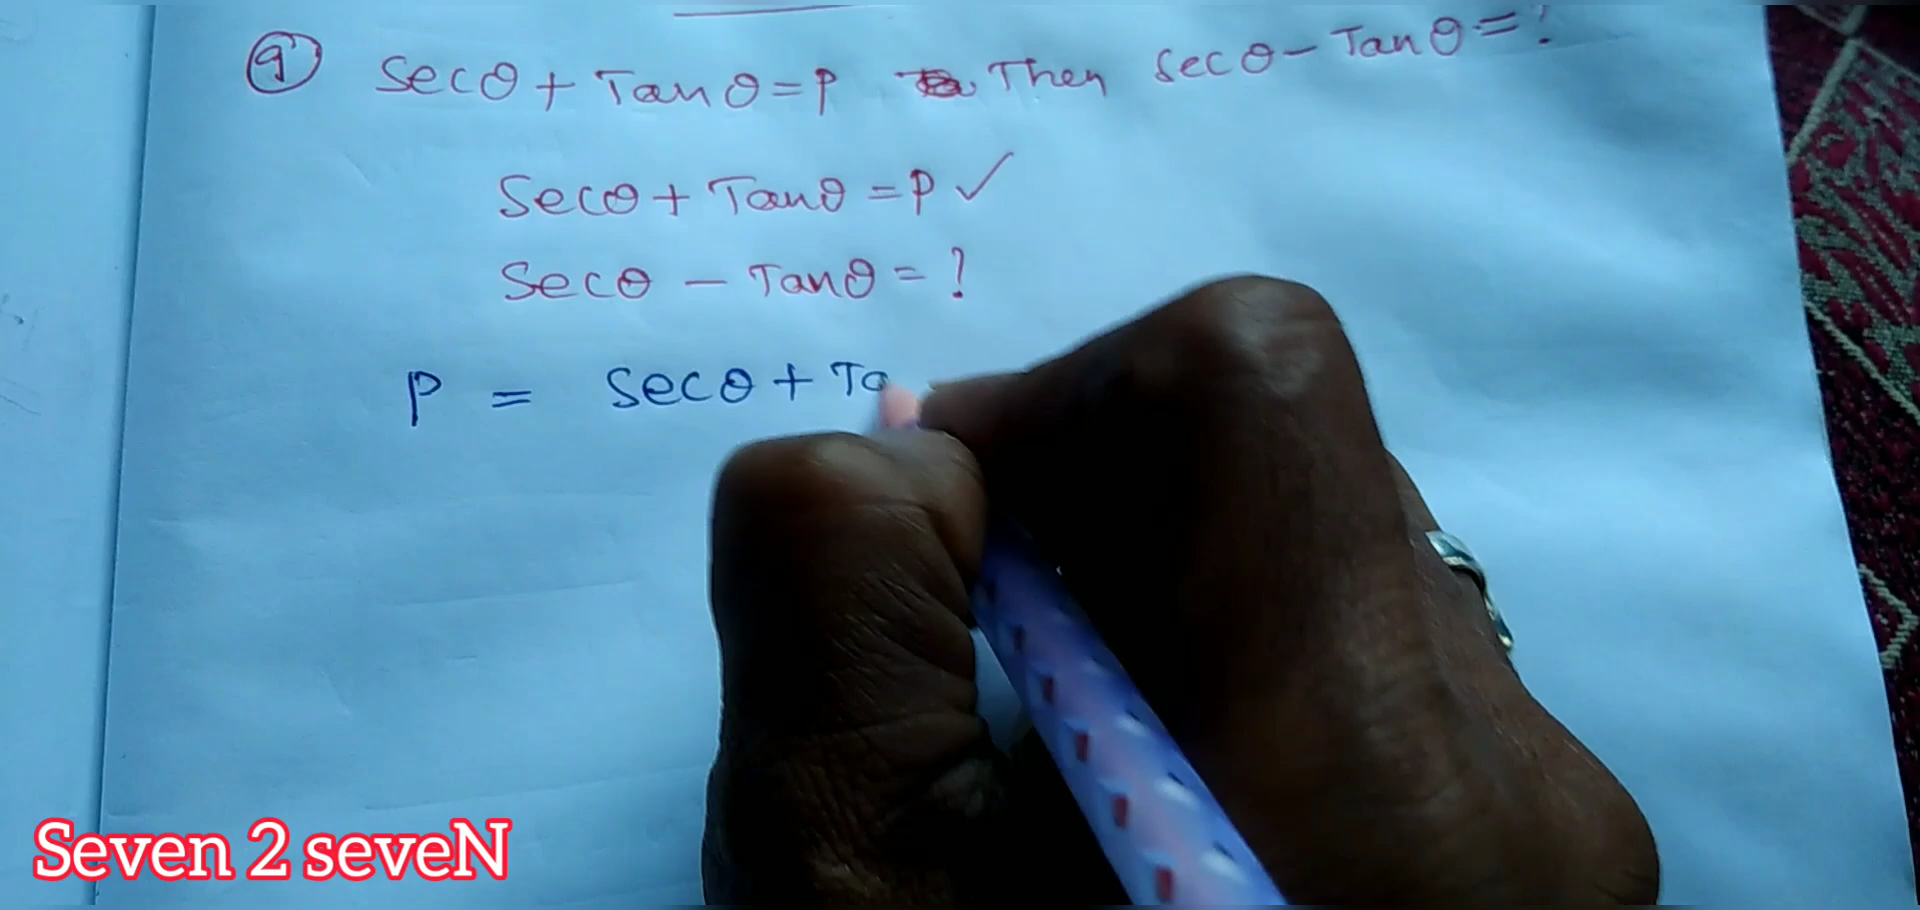 9 Secθ + Tanθ = P Then secθ - Tanθ = ?
Secθ + Tanθ = P ✓
Secθ - Tanθ = ?
P = secθ + Ta
Seven 2 seveN